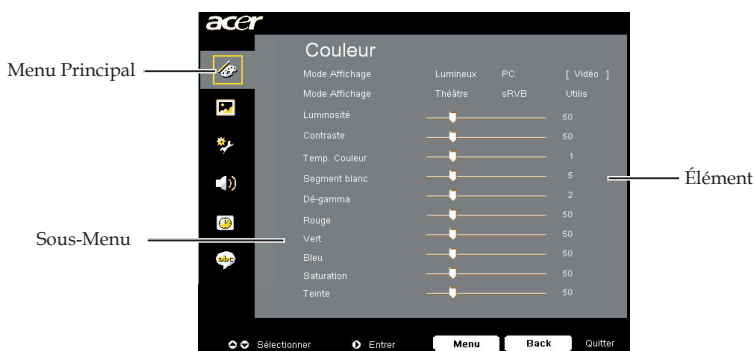 acer
Couleur
Menu Principal
Mode Affichage Lumineux PC [ Vidéo ]
Mode Affichage Théâtre sRVB Utilis
Luminosité 50
Contraste 50
Temp. Couleur 1
Segment blanc 5
Élément
Dé-gamma 2
Rouge 50
Sous-Menu
Vert 50
Bleu 50
abc
Saturation 50
Teinte 50
Sélectionner Entrer Menu Back Quitter